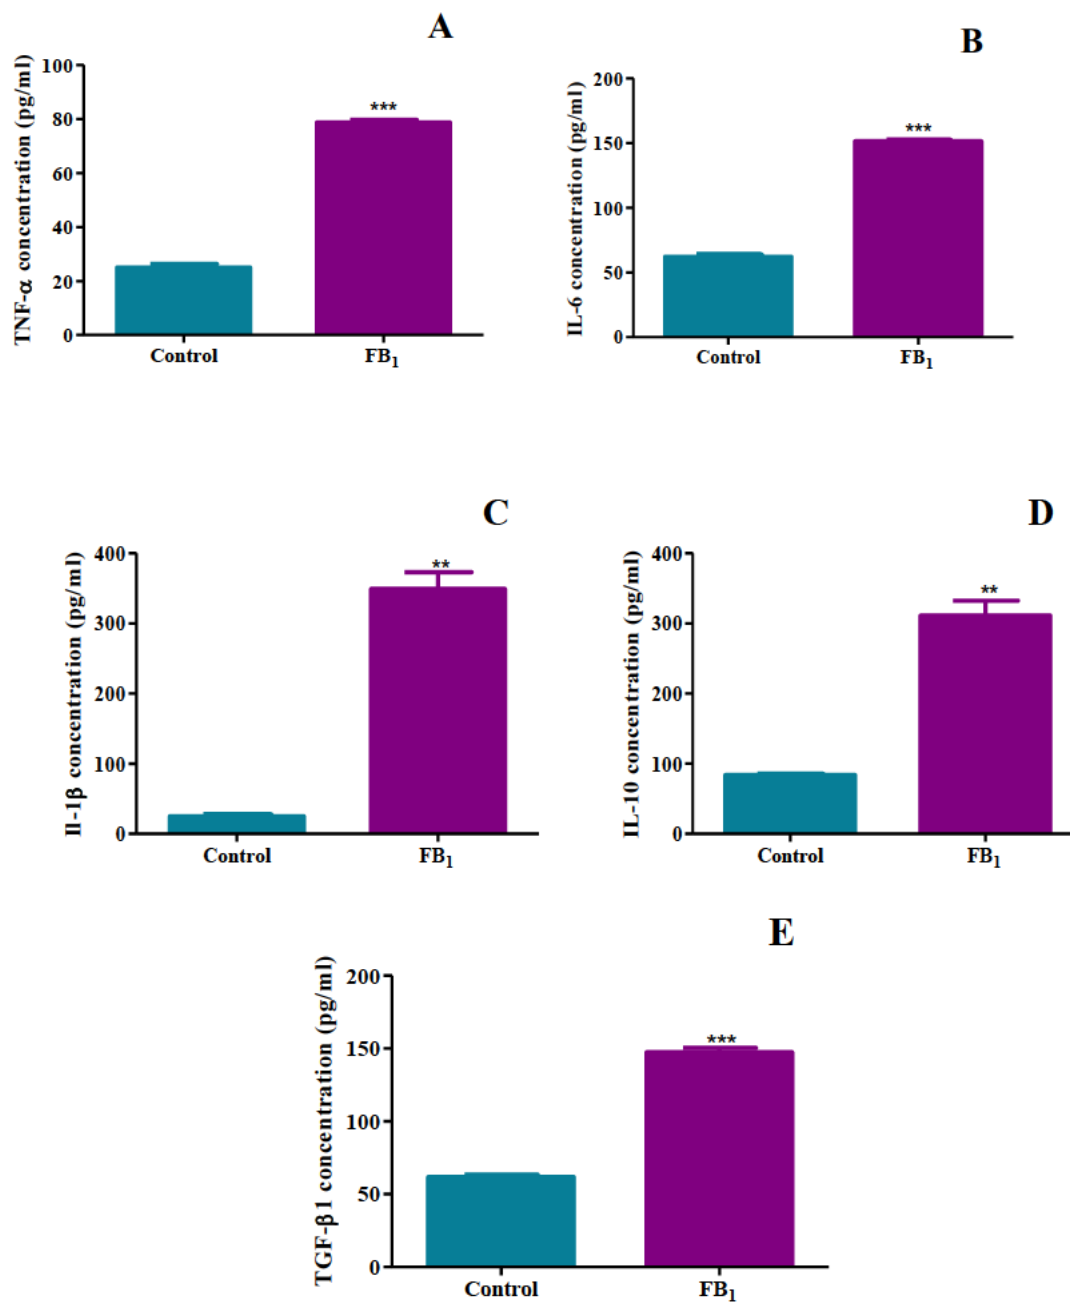 A
TNF-α concentration (pg/ml)
100
80
60
40
20
0
***
Control
FB₁
B
IL-6 concentration (pg/ml)
200
150
100
50
0
***
Control
FB₁
C
Il-1β concentration (pg/ml)
400
300
200
100
0
**
Control
FB₁
D
IL-10 concentration (pg/ml)
400
300
200
100
0
**
Control
FB₁
E
TGF-β1 concentration (pg/ml)
200
150
100
50
0
***
Control
FB₁